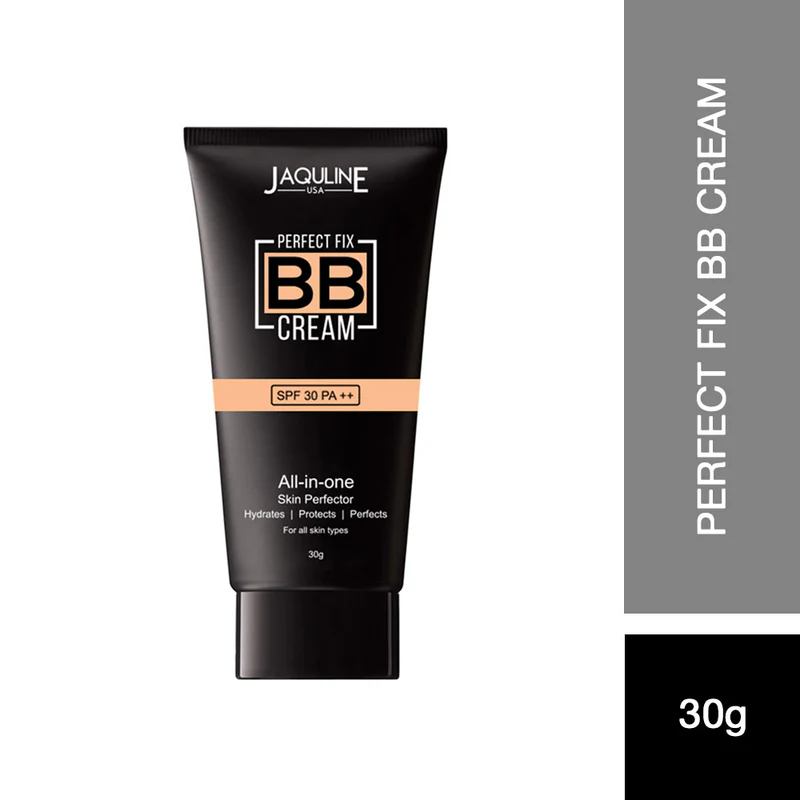 JAQULINE
USA
PERFECT FIX
BB
CREAM
SPF 30 PA ++
All-in-one
Skin Perfector
Hydrates | Protects | Perfects
For all skin types
30g
PERFECT FIX BB CREAM
30g